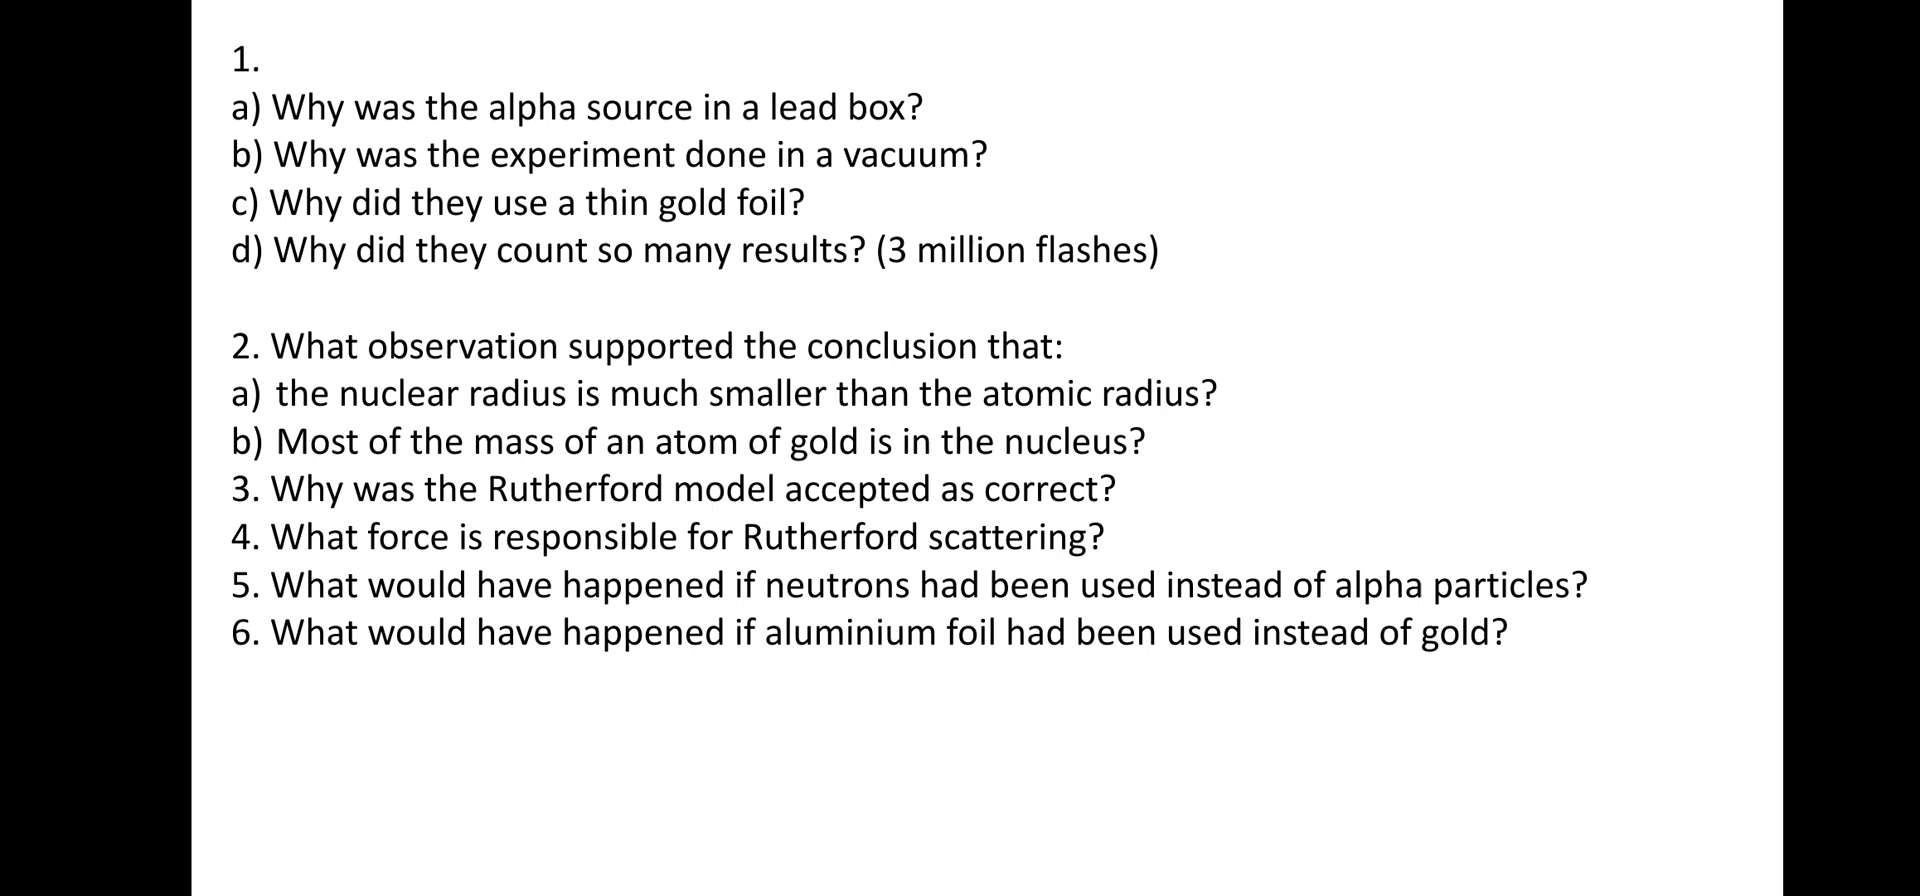 1.
a) Why was the alpha source in a lead box?
b) Why was the experiment done in a vacuum?
c) Why did they use a thin gold foil?
d) Why did they count so many results? (3 million flashes)
2. What observation supported the conclusion that:
a) the nuclear radius is much smaller than the atomic radius?
b) Most of the mass of an atom of gold is in the nucleus?
3. Why was the Rutherford model accepted as correct?
4. What force is responsible for Rutherford scattering?
5. What would have happened if neutrons had been used instead of alpha particles?
6. What would have happened if aluminium foil had been used instead of gold?